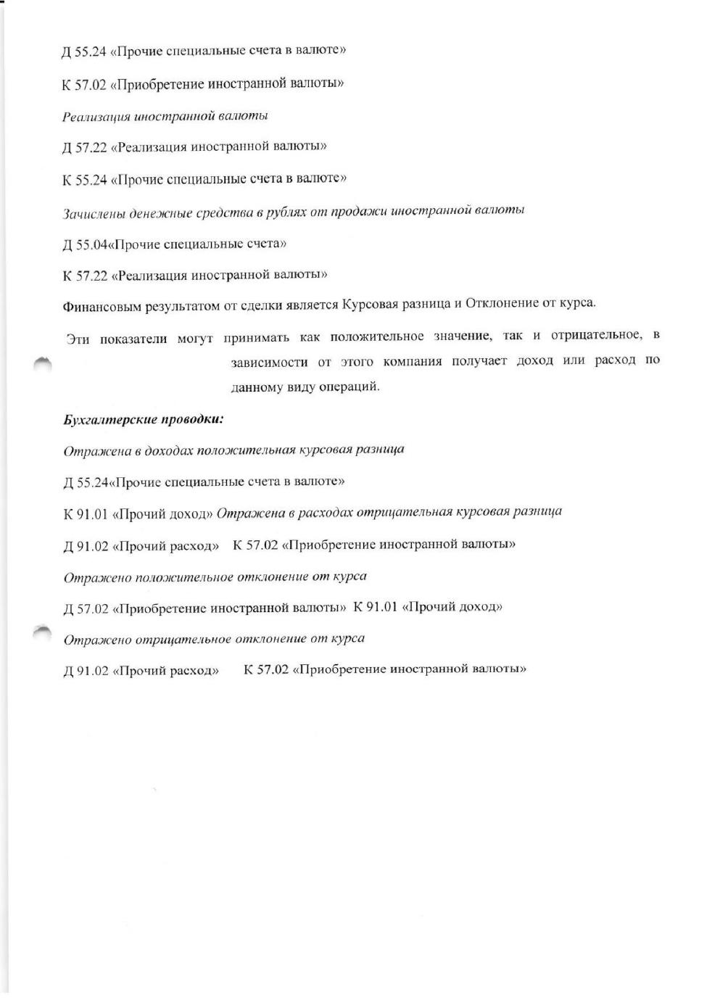 Д 55.24 «Прочие специальные счета в валюте»
К 57.02 «Приобретение иностранной валюты»
Реализация иностранной валюты
Д 57.22 «Реализация иностранной валюты»
К 55.24 «Прочие специальные счета в валюте»
Зачислены денежные средства в рублях от продажи иностранной валюты
Д 55.04«Прочие специальные счета»
К 57.22 «Реализация иностранной валюты»
Финансовым результатом от сделки является Курсовая разница и Отклонение от курса.
Эти показатели могут принимать как положительное значение, так и отрицательное, в
зависимости от этого компания получает доход или расход по
данному виду операций.
Бухгалтерские проводки:
Отражена в доходах положительная курсовая разница
Д 55.24«Прочие специальные счета в валюте»
К 91.01 «Прочий доход» Отражена в расходах отрицательная курсовая разница
Д 91.02 «Прочий расход» К 57.02 «Приобретение иностранной валюты»
Отражено положительное отклонение от курса
Д 57.02 «Приобретение иностранной валюты» К 91.01 «Прочий доход»
Отражено отрицательное отклонение от курса
Д 91.02 «Прочий расход» К 57.02 «Приобретение иностранной валюты»